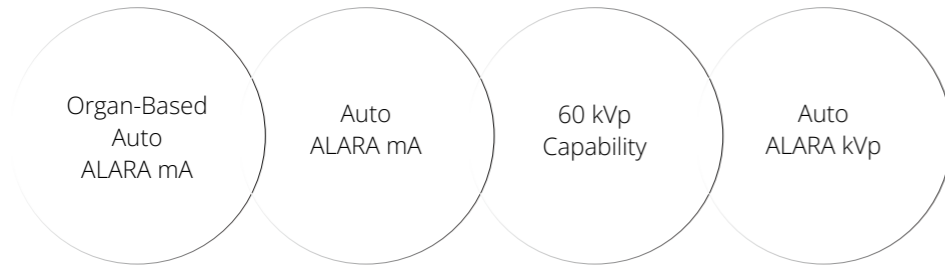 Organ-Based
Auto
ALARA mA
Auto
ALARA mA
60 kVp
Capability
Auto
ALARA kVp